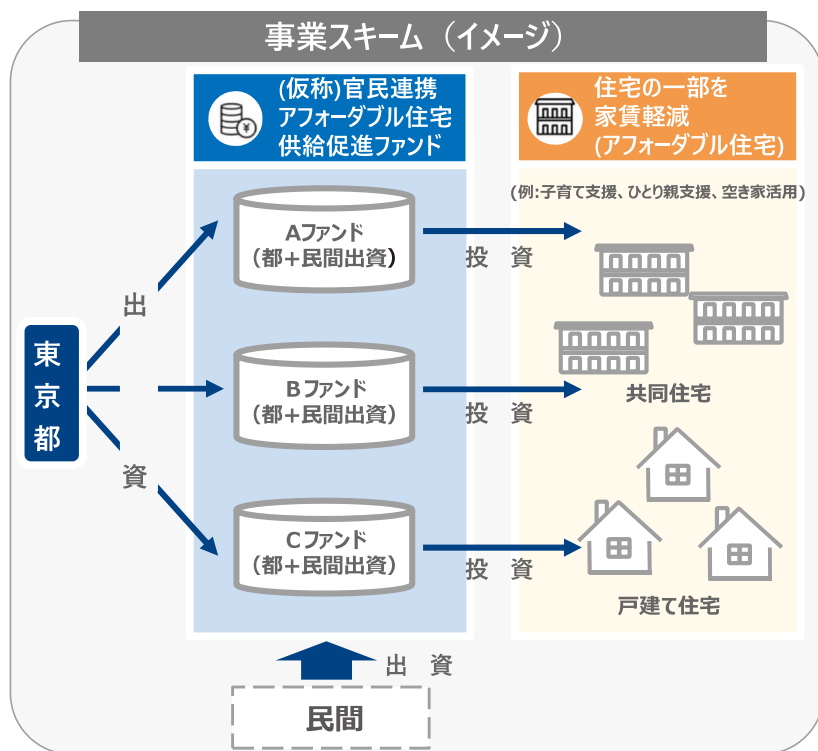 事業スキーム（イメージ）
(仮称)官民連携
アフォーダブル住宅
供給促進ファンド
住宅の一部を
家賃軽減
(アフォーダブル住宅)
(例:子育て支援、ひとり親支援、空き家活用)
東京都
出
資
Aファンド
(都+民間出資)
投 資
Bファンド
(都+民間出資)
投 資
Cファンド
(都+民間出資)
投 資
共同住宅
戸建て住宅
出 資
民間